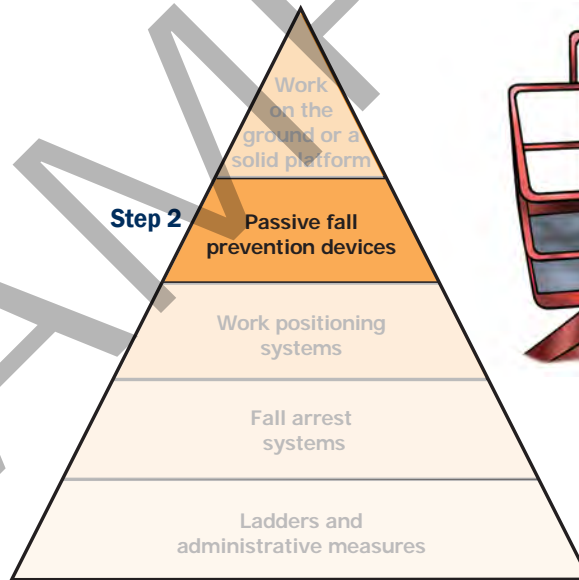 Work
on the
ground or a
solid platform
Step 2
Passive fall
prevention devices
Work positioning
systems
Fall arrest
systems
Ladders and
administrative measures